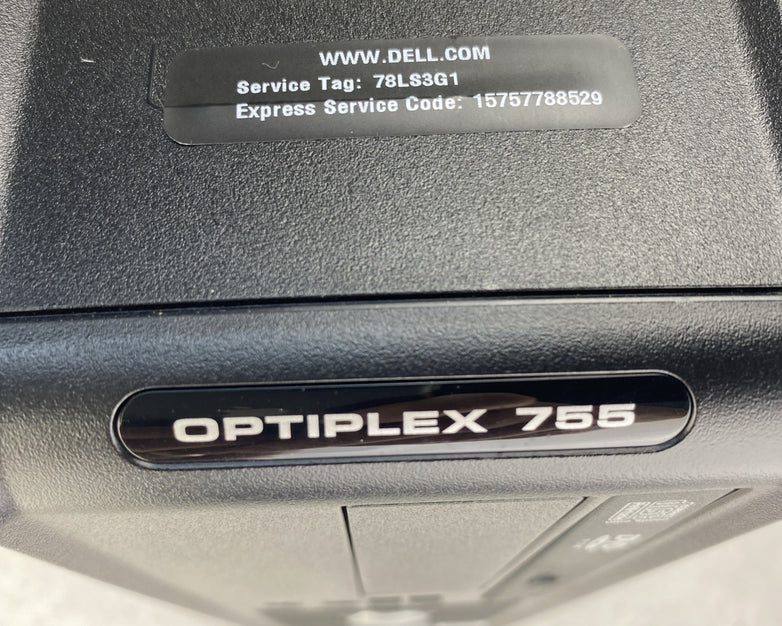 WWW.DELL.COM
Service Tag: 78LS3G1
Express Service Code: 15757788529
OPTIPLEX 755